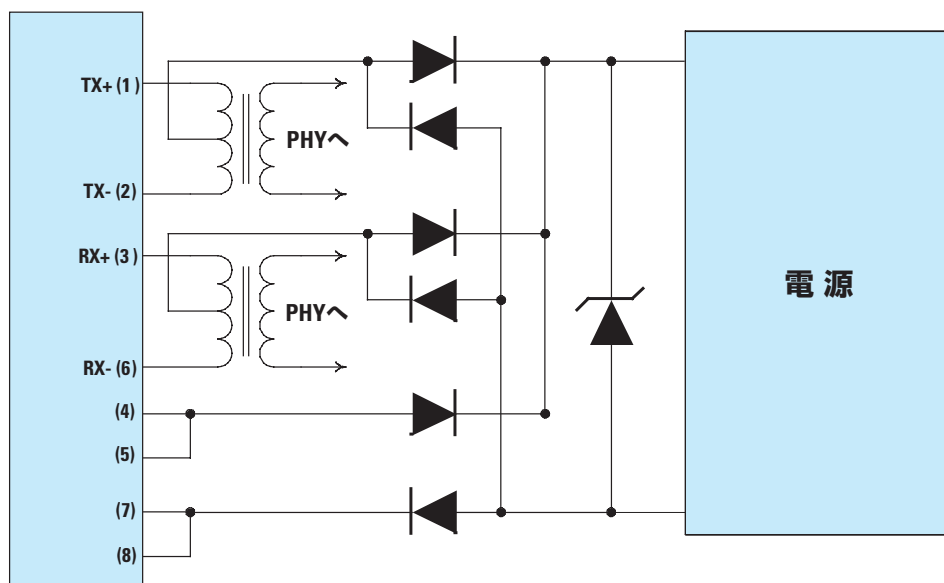 TX+ (1)
PHYへ
TX- (2)
RX+ (3)
PHYへ
RX- (6)
(4)
(5)
(7)
(8)
電源